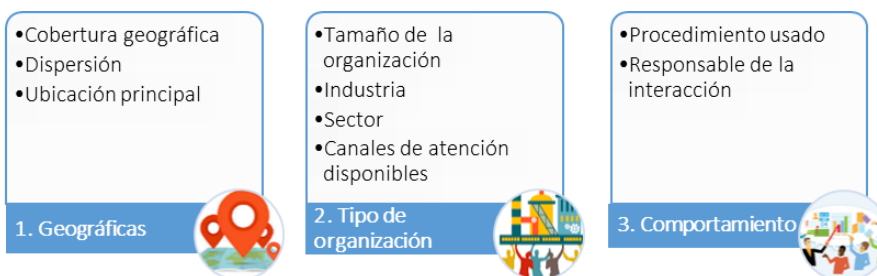 •Cobertura geográfica
•Dispersión
•Ubicación principal
1. Geográficas
•Tamaño de la
organización
•Industria
•Sector
•Canales de atención
disponibles
2. Tipo de
organización
•Procedimiento usado
•Responsable de la
interacción
3. Comportamiento